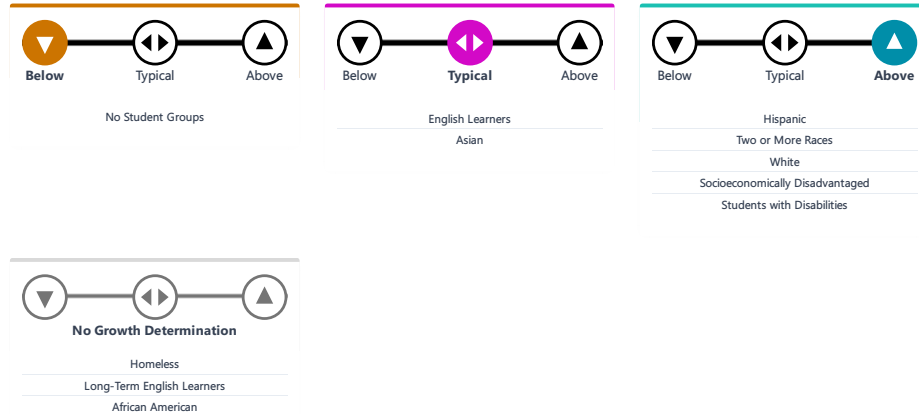 Below Typical Above
No Student Groups
Below Typical Above
English Learners
Asian
Below Typical Above
Hispanic
Two or More Races
White
Socioeconomically Disadvantaged
Students with Disabilities
No Growth Determination
Homeless
Long-Term English Learners
African American